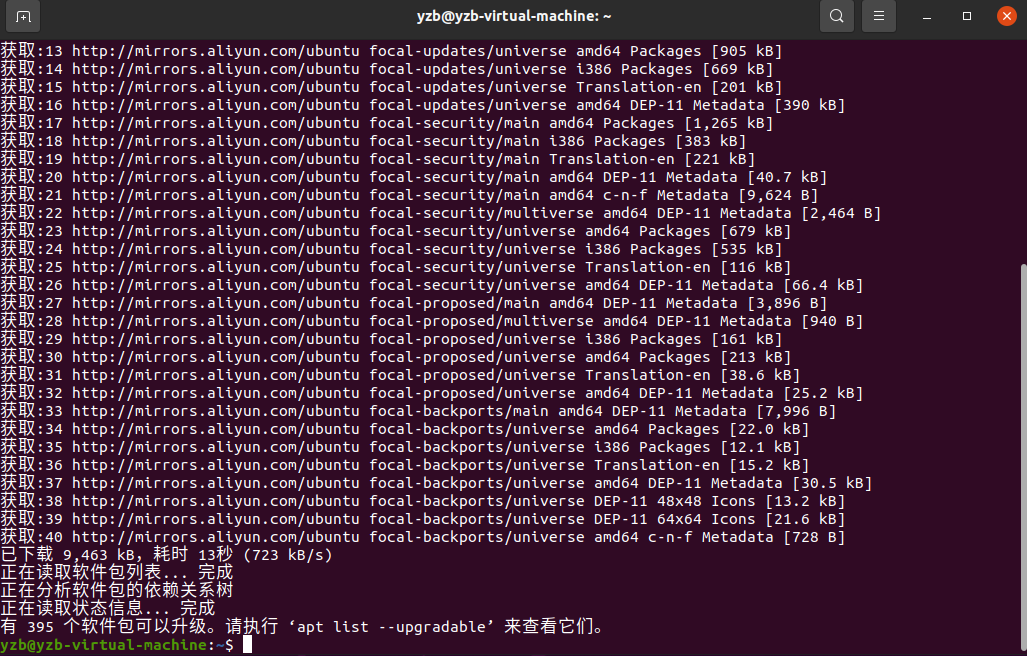 yzb@yzb-virtual-machine: ~
获取:13 http://mirrors.aliyun.com/ubuntu focal-updates/universe amd64 Packages [905 kB]
获取:14 http://mirrors.aliyun.com/ubuntu focal-updates/universe i386 Packages [669 kB]
获取:15 http://mirrors.aliyun.com/ubuntu focal-updates/universe Translation-en [201 kB]
获取:16 http://mirrors.aliyun.com/ubuntu focal-updates/universe amd64 DEP-11 Metadata [390 kB]
获取:17 http://mirrors.aliyun.com/ubuntu focal-security/main amd64 Packages [1,265 kB]
获取:18 http://mirrors.aliyun.com/ubuntu focal-security/main i386 Packages [383 kB]
获取:19 http://mirrors.aliyun.com/ubuntu focal-security/main Translation-en [221 kB]
获取:20 http://mirrors.aliyun.com/ubuntu focal-security/main amd64 DEP-11 Metadata [40.7 kB]
获取:21 http://mirrors.aliyun.com/ubuntu focal-security/main amd64 c-n-f Metadata [9,624 B]
获取:22 http://mirrors.aliyun.com/ubuntu focal-security/multiverse amd64 DEP-11 Metadata [2,464 B]
获取:23 http://mirrors.aliyun.com/ubuntu focal-security/universe amd64 Packages [679 kB]
获取:24 http://mirrors.aliyun.com/ubuntu focal-security/universe i386 Packages [535 kB]
获取:25 http://mirrors.aliyun.com/ubuntu focal-security/universe Translation-en [116 kB]
获取:26 http://mirrors.aliyun.com/ubuntu focal-security/universe amd64 DEP-11 Metadata [66.4 kB]
获取:27 http://mirrors.aliyun.com/ubuntu focal-proposed/main amd64 DEP-11 Metadata [3,896 B]
获取:28 http://mirrors.aliyun.com/ubuntu focal-proposed/multiverse amd64 DEP-11 Metadata [940 B]
获取:29 http://mirrors.aliyun.com/ubuntu focal-proposed/universe i386 Packages [161 kB]
获取:30 http://mirrors.aliyun.com/ubuntu focal-proposed/universe amd64 Packages [213 kB]
获取:31 http://mirrors.aliyun.com/ubuntu focal-proposed/universe Translation-en [38.6 kB]
获取:32 http://mirrors.aliyun.com/ubuntu focal-proposed/universe amd64 DEP-11 Metadata [25.2 kB]
获取:33 http://mirrors.aliyun.com/ubuntu focal-backports/main amd64 DEP-11 Metadata [7,996 B]
获取:34 http://mirrors.aliyun.com/ubuntu focal-backports/universe amd64 Packages [22.0 kB]
获取:35 http://mirrors.aliyun.com/ubuntu focal-backports/universe i386 Packages [12.1 kB]
获取:36 http://mirrors.aliyun.com/ubuntu focal-backports/universe Translation-en [15.2 kB]
获取:37 http://mirrors.aliyun.com/ubuntu focal-backports/universe amd64 DEP-11 Metadata [30.5 kB]
获取:38 http://mirrors.aliyun.com/ubuntu focal-backports/universe DEP-11 48x48 Icons [13.2 kB]
获取:39 http://mirrors.aliyun.com/ubuntu focal-backports/universe DEP-11 64x64 Icons [21.6 kB]
获取:40 http://mirrors.aliyun.com/ubuntu focal-backports/universe amd64 c-n-f Metadata [728 B]
已下载 9,463 kB，耗时 13秒 (723 kB/s)
正在读取软件包列表... 完成
正在分析软件包的依赖关系树
正在读取状态信息... 完成
有 395 个软件包可以升级。请执行 ‘apt list --upgradable’ 来查看它们。
yzb@yzb-virtual-machine:~$